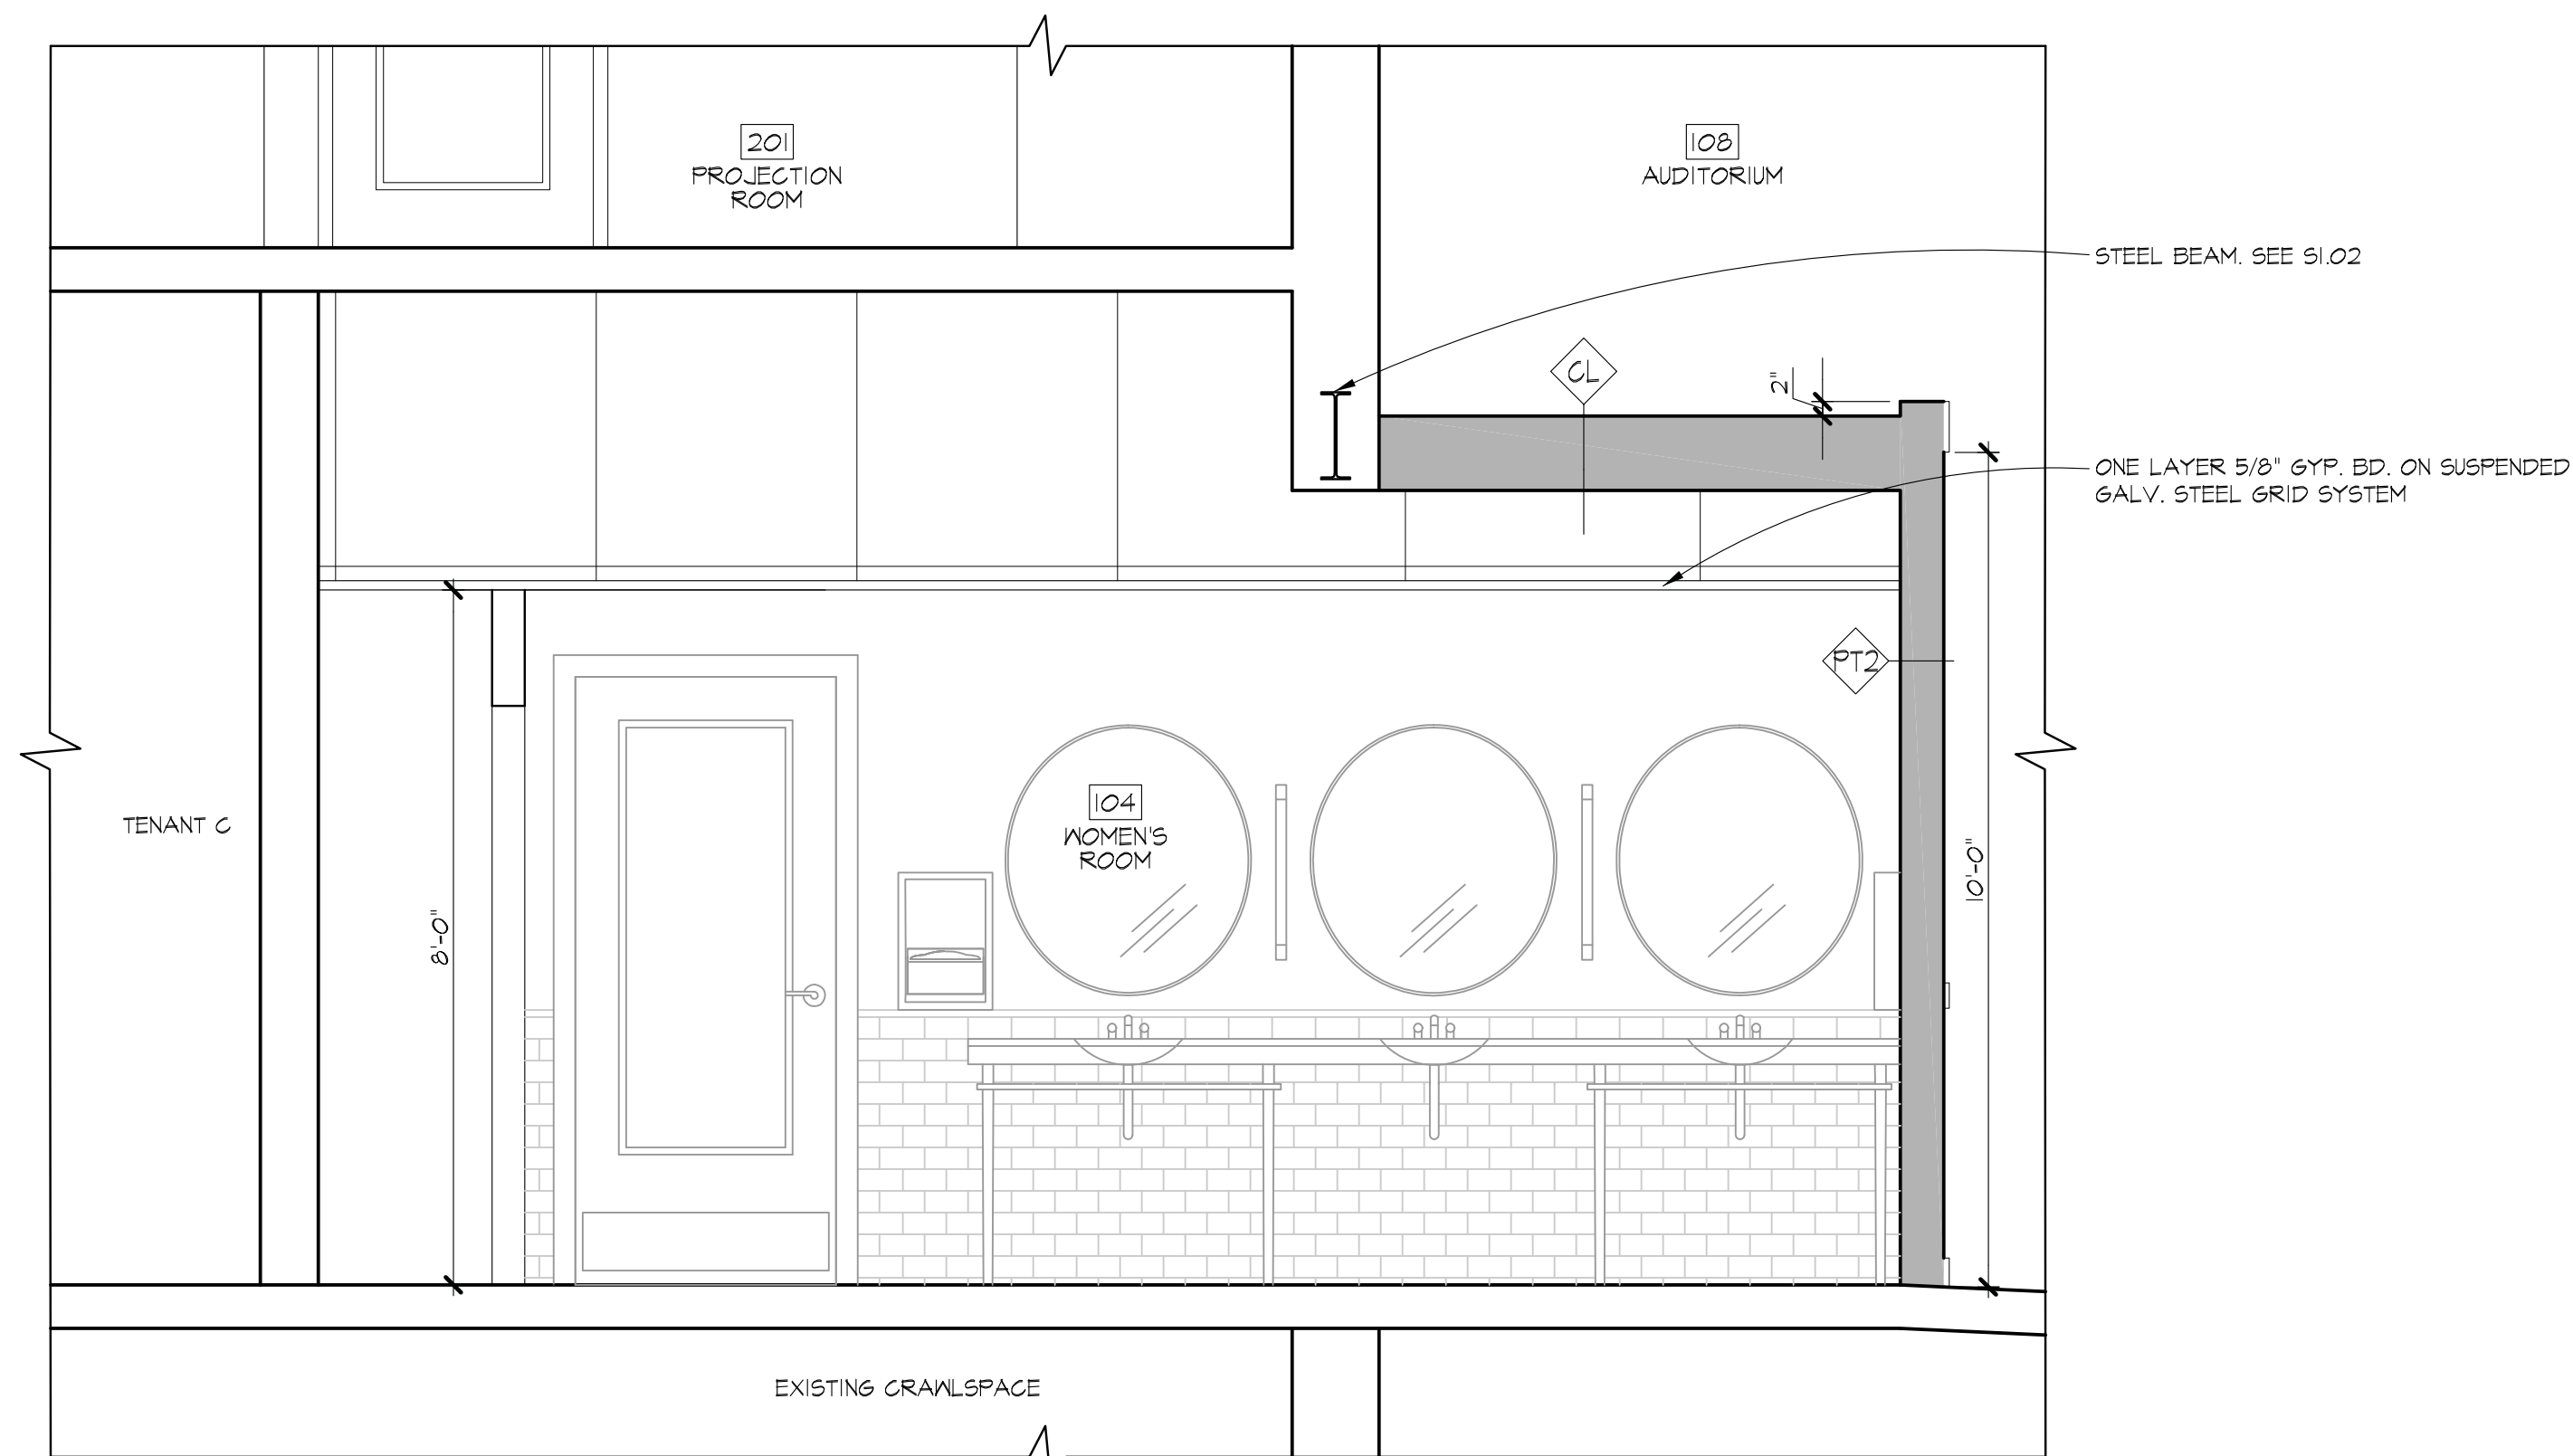 201
PROJECTION
ROOM
108
AUDITORIUM
STEEL BEAM. SEE S1.02
CL
2"
ONE LAYER 5/8" GYP. BD. ON SUSPENDED
GALV. STEEL GRID SYSTEM
PT2
104
WOMEN'S
ROOM
TENANT C
8'-0"
10'-0"
EXISTING CRAWLSPACE